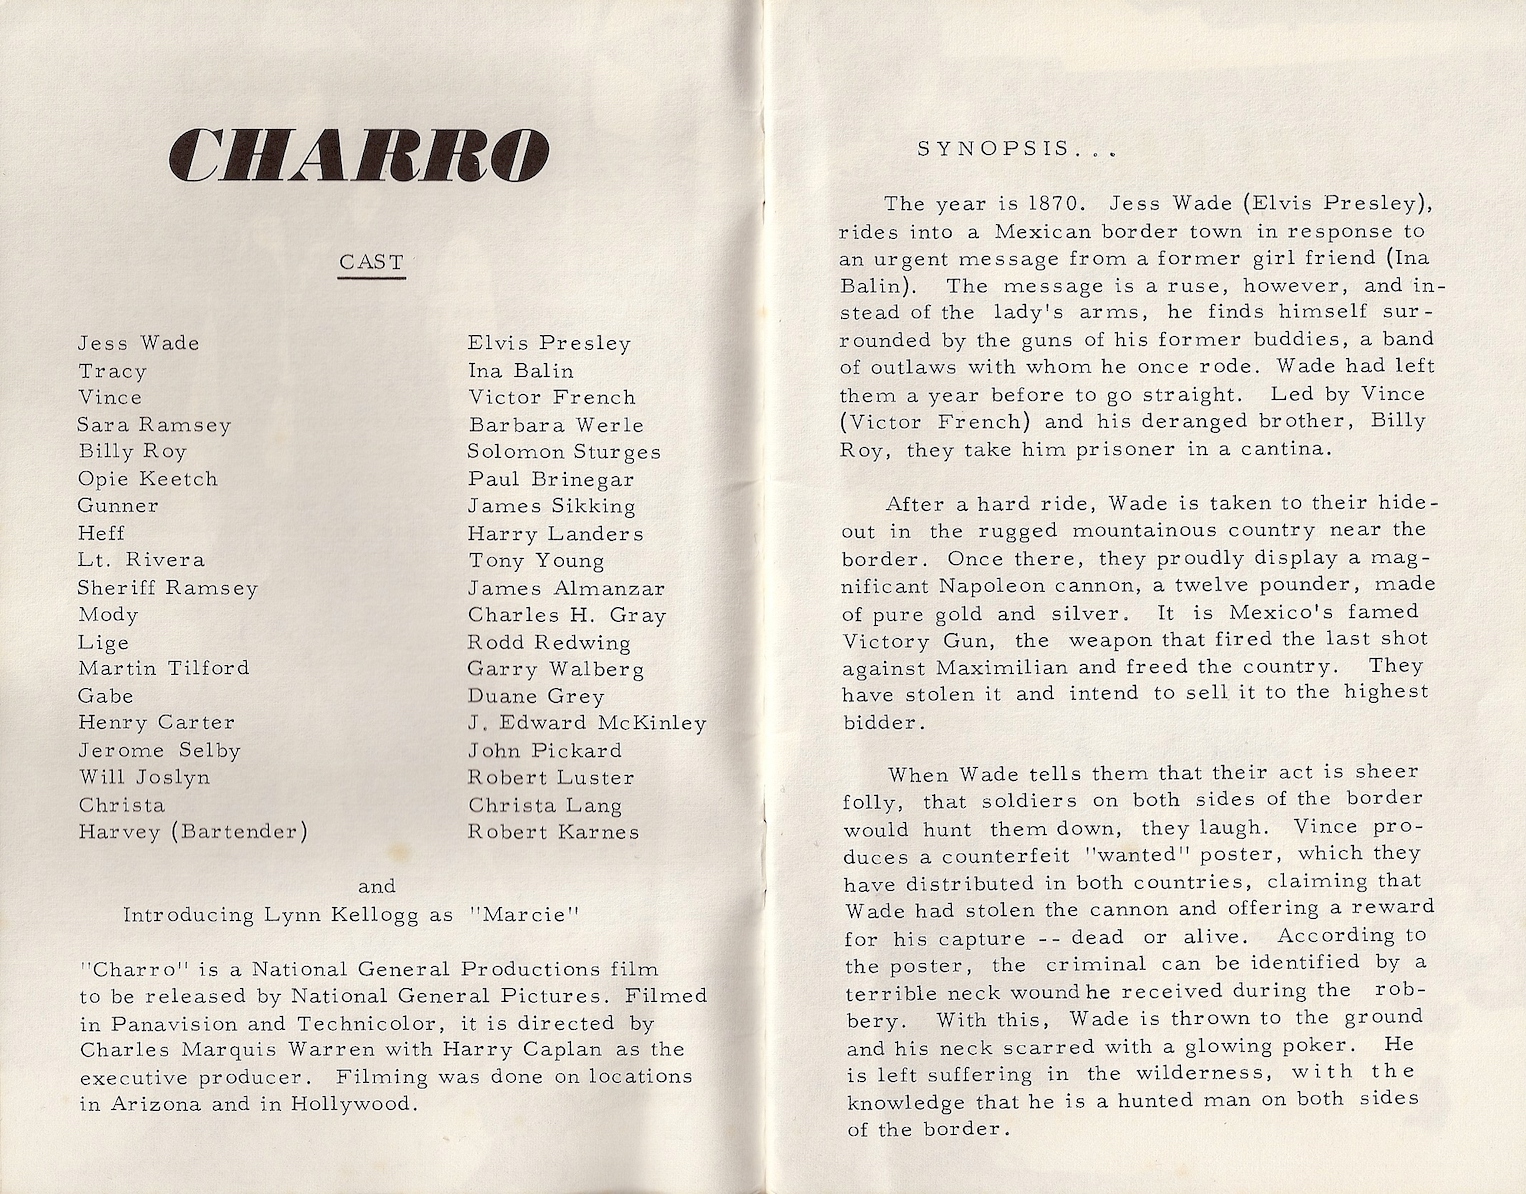 CHARRO
CAST
Jess Wade Elvis Presley
Tracy Ina Balin
Vince Victor French
Sara Ramsey Barbara Werle
Billy Roy Solomon Sturges
Opie Keetch Paul Brinegar
Gunner James Sikking
Heff Harry Landers
Lt. Rivera Tony Young
Sheriff Ramsey James Almanzar
Mody Charles H. Gray
Lige Rodd Redwing
Martin Tilford Garry Walberg
Gabe Duane Grey
Henry Carter J. Edward McKinley
Jerome Selby John Pickard
Will Joslyn Robert Luster
Christa Christa Lang
Harvey (Bartender) Robert Karnes
and
Introducing Lynn Kellogg as "Marcie"
"Charro" is a National General Productions film
to be released by National General Pictures. Filmed
in Panavision and Technicolor, it is directed by
Charles Marquis Warren with Harry Caplan as the
executive producer. Filming was done on locations
in Arizona and in Hollywood.
SYNOPSIS...
The year is 1870. Jess Wade (Elvis Presley),
rides into a Mexican border town in response to
an urgent message from a former girl friend (Ina
Balin). The message is a ruse, however, and in-
stead of the lady's arms, he finds himself sur-
rounded by the guns of his former buddies, a band
of outlaws with whom he once rode. Wade had left
them a year before to go straight. Led by Vince
(Victor French) and his deranged brother, Billy
Roy, they take him prisoner in a cantina.
After a hard ride, Wade is taken to their hide-
out in the rugged mountainous country near the
border. Once there, they proudly display a mag-
nificant Napoleon cannon, a twelve pounder, made
of pure gold and silver. It is Mexico's famed
Victory Gun, the weapon that fired the last shot
against Maximilian and freed the country. They
have stolen it and intend to sell it to the highest
bidder.
When Wade tells them that their act is sheer
folly, that soldiers on both sides of the border
would hunt them down, they laugh. Vince pro-
duces a counterfeit "wanted" poster, which they
have distributed in both countries, claiming that
Wade had stolen the cannon and offering a reward
for his capture -- dead or alive. According to
the poster, the criminal can be identified by a
terrible neck wound he received during the rob-
bery. With this, Wade is thrown to the ground
and his neck scarred with a glowing poker. He
is left suffering in the wilderness, with the
knowledge that he is a hunted man on both sides
of the border.